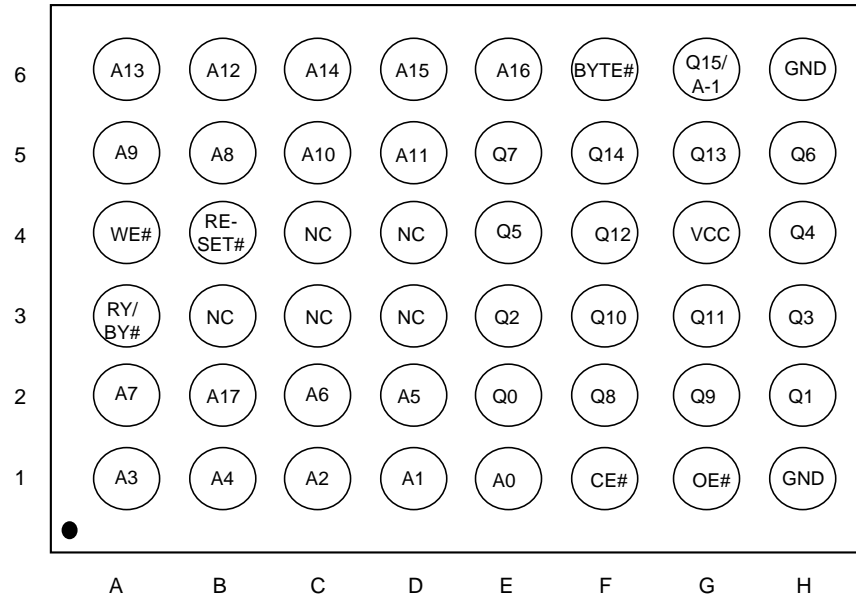 6 A13 A12 A14 A15 A16 BYTE# Q15/ A-1 GND
5 A9 A8 A10 A11 Q7 Q14 Q13 Q6
4 WE# RE- SET# NC NC Q5 Q12 VCC Q4
3 RY/ BY# NC NC NC Q2 Q10 Q11 Q3
2 A7 A17 A6 A5 Q0 Q8 Q9 Q1
1 A3 A4 A2 A1 A0 CE# OE# GND
A B C D E F G H